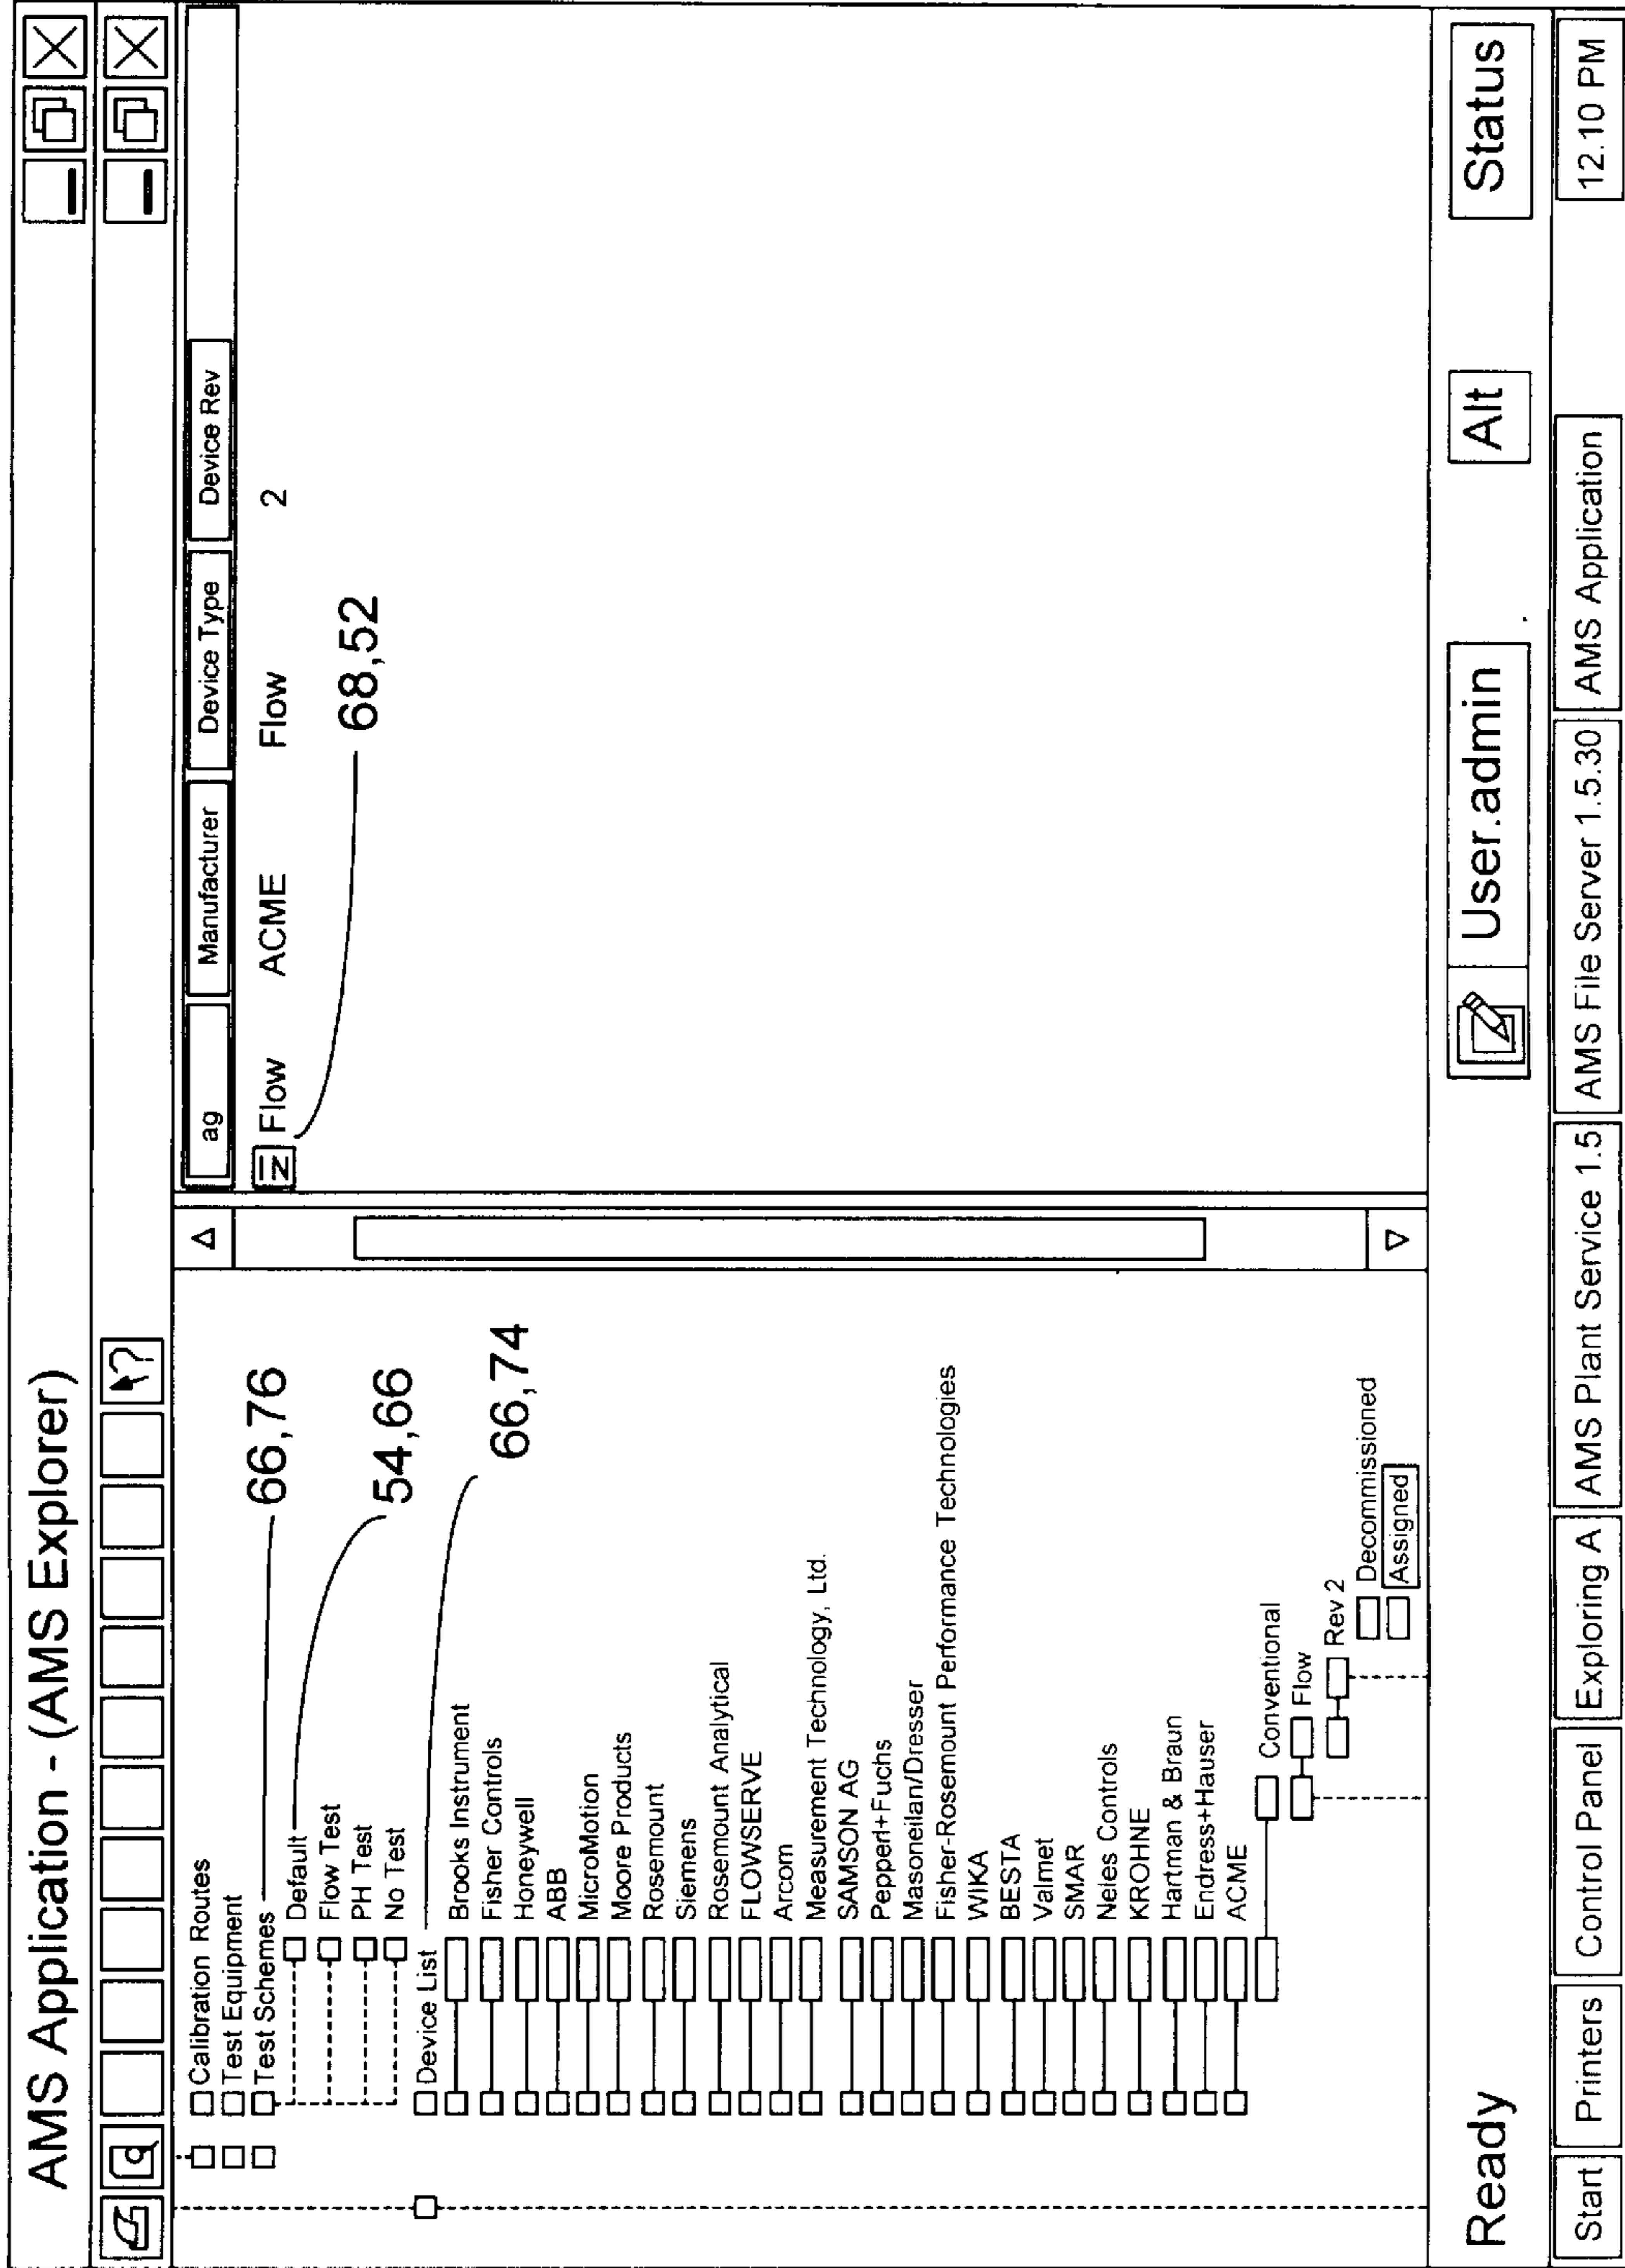 AMS Application - (AMS Explorer)
Calibration Routes
Test Equipment
Test Schemes
66,76
Default
54,66
Flow Test
PH Test
No Test
Device List
66,74
Brooks Instrument
Fisher Controls
Honeywell
ABB
MicroMotion
Moore Products
Rosemount
Siemens
Rosemount Analytical
FLOWSERVE
Arcom
Measurement Technology, Ltd.
SAMSON AG
Pepperl+Fuchs
Masoneilan/Dresser
Fisher-Rosemount Performance Technologies
WIKA
BESTA
Valmet
SMAR
Neles Controls
KROHNE
Hartman & Braun
Endress+Hauser
ACME
Conventional
Flow
Rev 2
Decommissioned
Assigned
ag Manufacturer Device Type Device Rev
Flow ACME Flow 2
68,52
Ready User.admin Alt Status
Start Printers Control Panel Exploring A AMS Plant Service 1.5 AMS File Server 1.5.30 AMS Application 12.10 PM